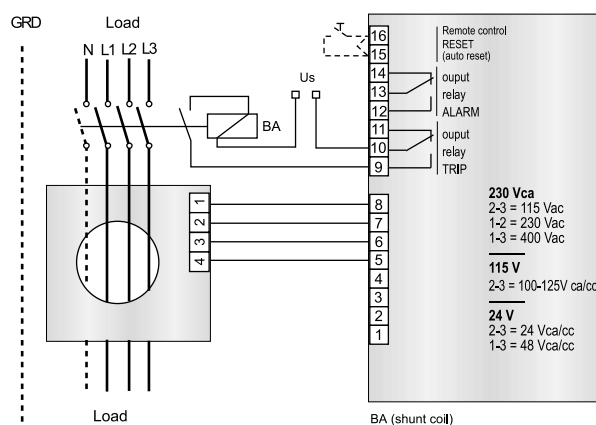 GRD
Load
N L1 L2 L3
Us
BA
1
2
3
4
Load
16
15
14
13
12
11
10
9
8
7
6
5
4
3
2
1
Remote control
RESET
(auto reset)
ouput
relay
ALARM
ouput
relay
TRIP
230 Vca
2-3 = 115 Vac
1-2 = 230 Vac
1-3 = 400 Vac
115 V
2-3 = 100-125V ca/cc
24 V
2-3 = 24 Vca/cc
1-3 = 48 Vca/cc
BA (shunt coil)